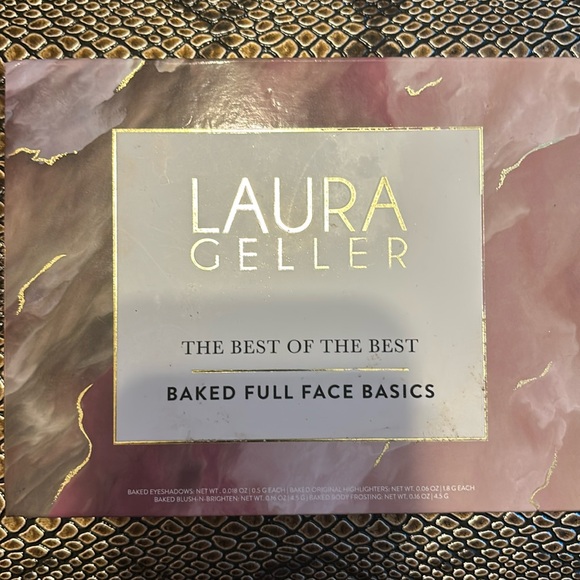 LAURA
GELLER
THE BEST OF THE BEST
BAKED FULL FACE BASICS
BAKED EYESHADOWS: NET WT. 0.018 OZ | 0.5 G EACH | BAKED ORIGINAL HIGHLIGHTERS: NET WT. 0.06 OZ | 1.8 G EACH
BAKED BLUSH-N-BRIGHTEN: NET WT. 0.16 OZ | 4.5 G | BAKED BODY FROSTING: NET WT. 0.16 OZ | 4.5 G